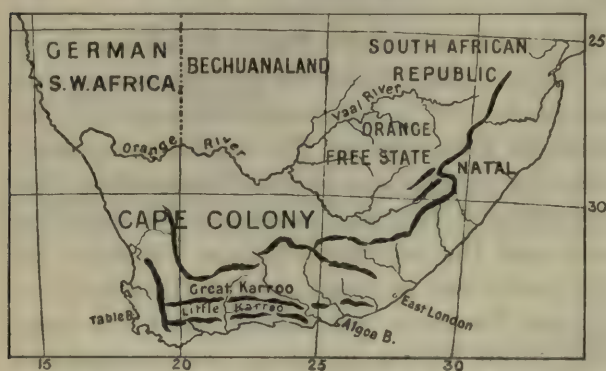 GERMAN
S.W. AFRICA
BECHUANALAND
SOUTH AFRICAN
REPUBLIC
25
Vaal River
ORANGE
FREE STATE
Orange River
NATAL
30
CAPE COLONY
Great Karroo
Little Karroo
Table B.
Algoa B.
East London
15 20 25 30 35